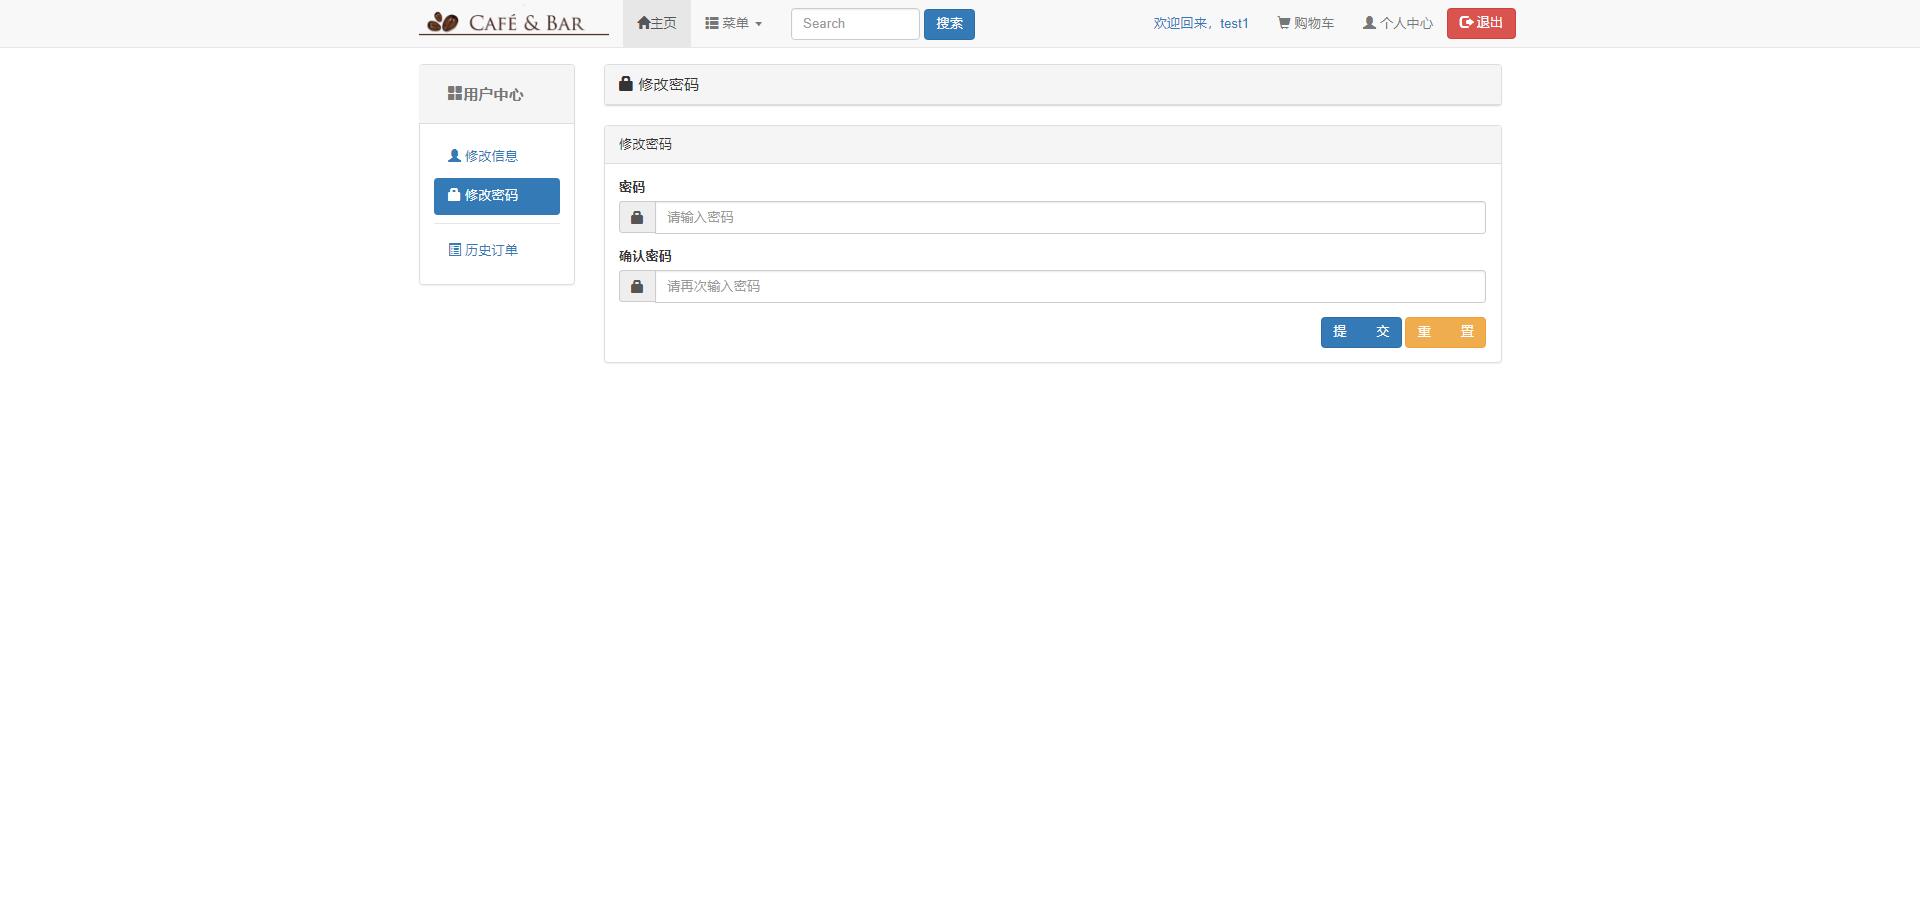 CAFÉ & BAR
主页
菜单
Search
搜索
欢迎回来，test1
购物车
个人中心
退出
用户中心
修改信息
修改密码
历史订单
修改密码
修改密码
密码
请输入密码
确认密码
请再次输入密码
提 交
重 置